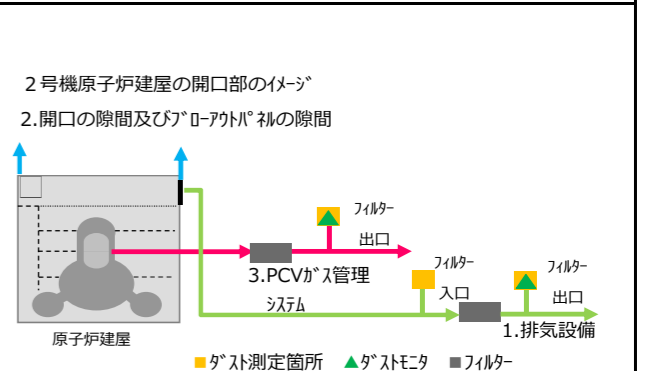 2号機原子炉建屋の開口部のイメージ
2.開口の隙間及びブローアウトパネルの隙間
フィルター
出口
3.PCVガス管理
システム
フィルター
入口
フィルター
出口
1.排気設備
原子炉建屋
■ダスト測定箇所 ▲ダストモニタ ■フィルター